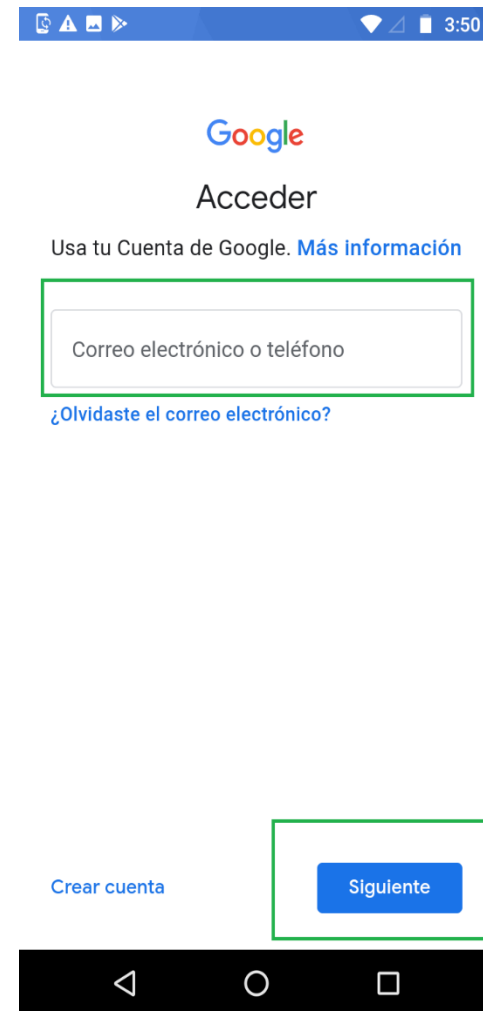 3:50
Google
Acceder
Usa tu Cuenta de Google. Más información
Correo electrónico o teléfono
¿Olvidaste el correo electrónico?
Crear cuenta
Siguiente